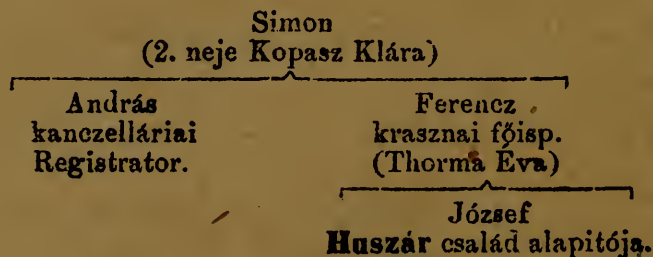 Simon
(2. neje Kopasz Klára)
András
kanczelláriai
Registrator.
Ferencz
krasznai főisp.
(Thorma Éva)
József
Huszár család alapitója.